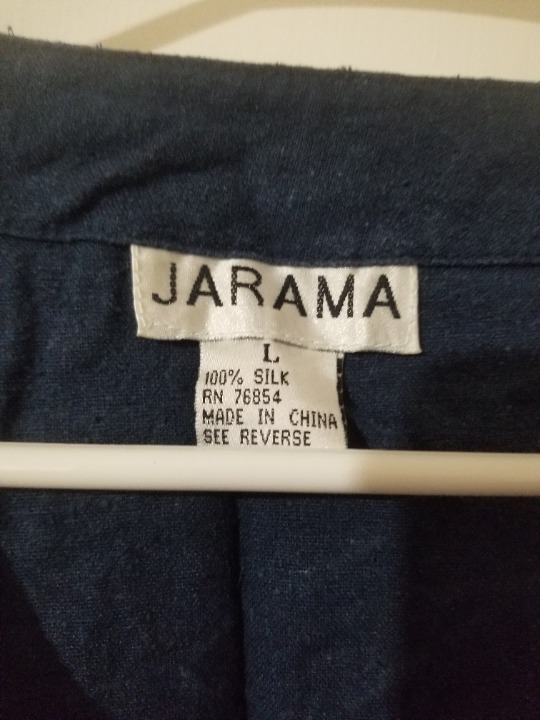 JARAMA
L
100% SILK
RN 76854
MADE IN CHINA
SEE REVERSE